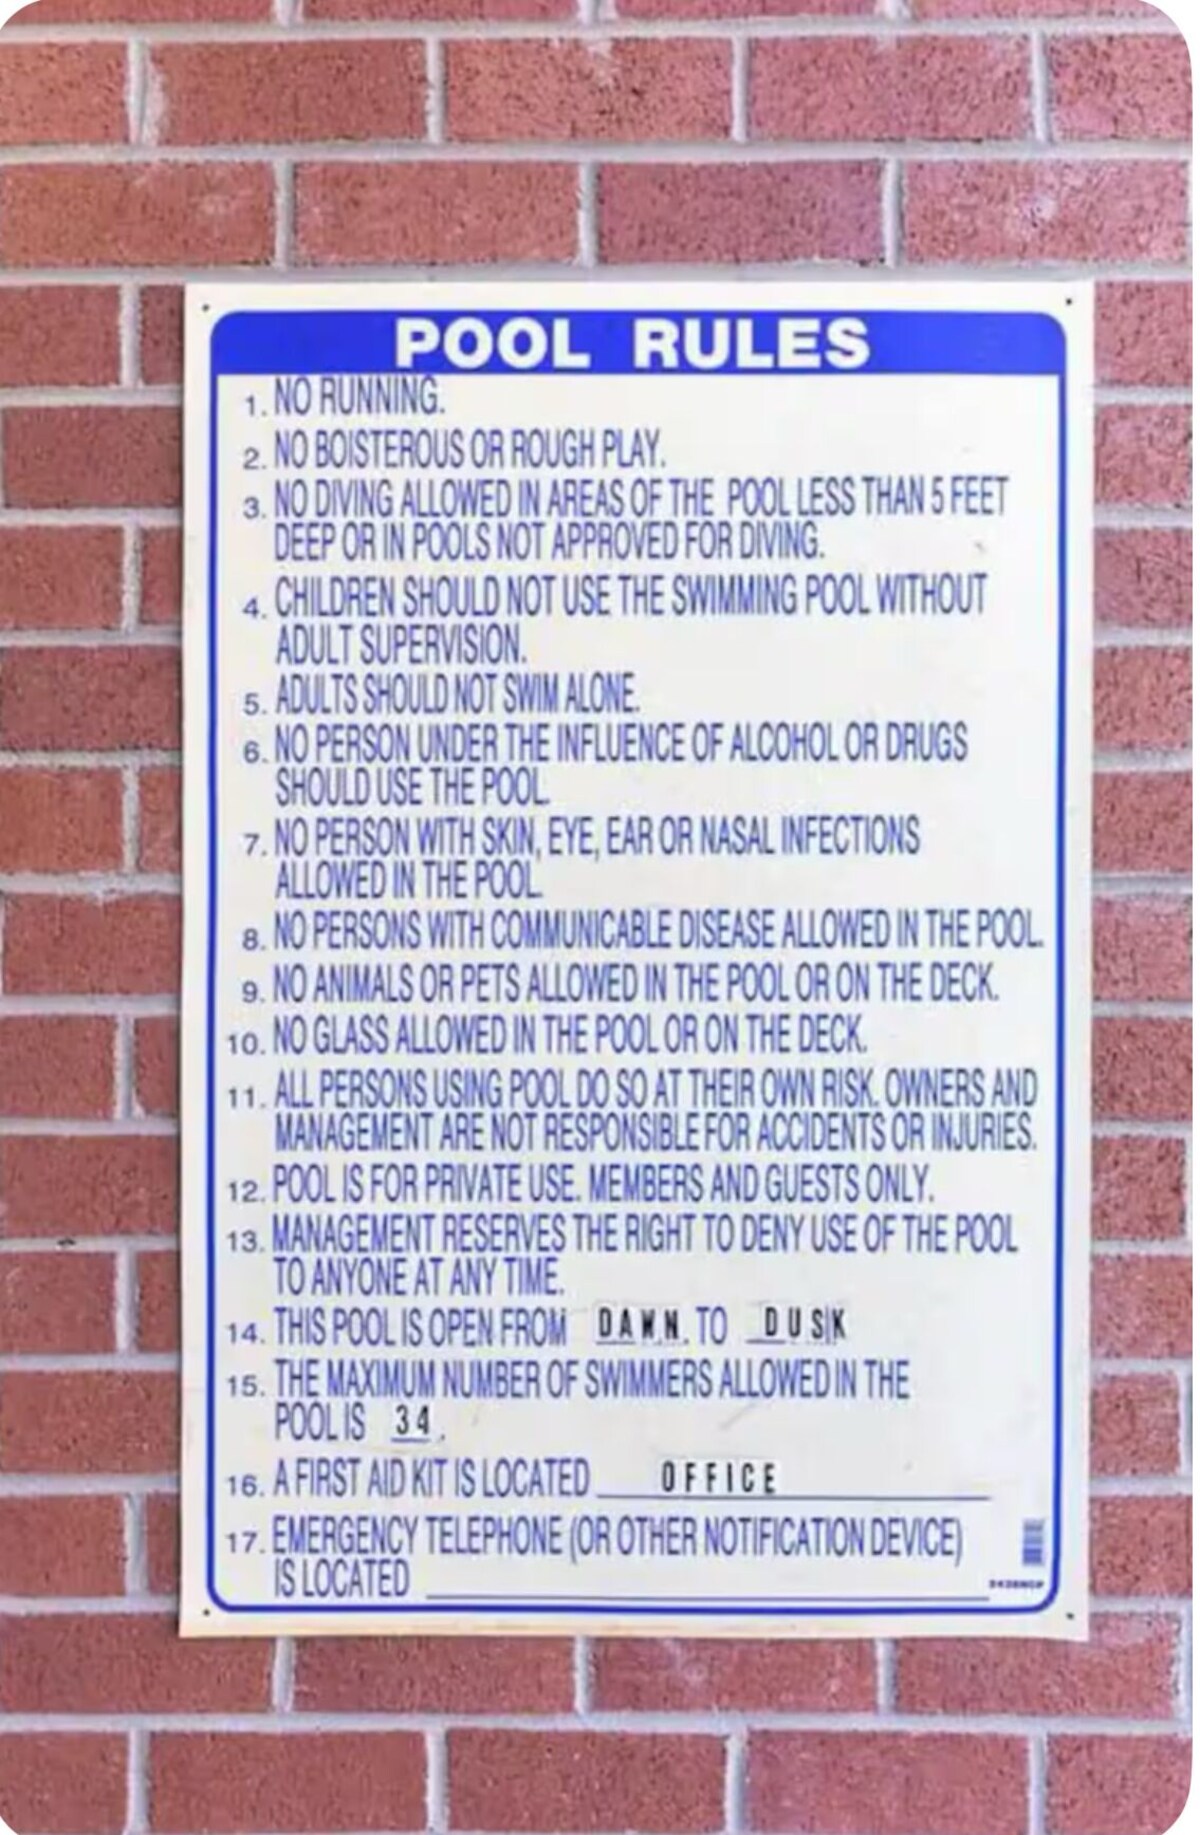 POOL RULES
1. NO RUNNING.
2. NO BOISTEROUS OR ROUGH PLAY.
3. NO DIVING ALLOWED IN AREAS OF THE POOL LESS THAN 5 FEET
DEEP OR IN POOLS NOT APPROVED FOR DIVING.
4. CHILDREN SHOULD NOT USE THE SWIMMING POOL WITHOUT
ADULT SUPERVISION.
5. ADULTS SHOULD NOT SWIM ALONE.
6. NO PERSON UNDER THE INFLUENCE OF ALCOHOL OR DRUGS
SHOULD USE THE POOL.
7. NO PERSON WITH SKIN, EYE, EAR OR NASAL INFECTIONS
ALLOWED IN THE POOL.
8. NO PERSONS WITH COMMUNICABLE DISEASE ALLOWED IN THE POOL.
9. NO ANIMALS OR PETS ALLOWED IN THE POOL OR ON THE DECK.
10. NO GLASS ALLOWED IN THE POOL OR ON THE DECK.
11. ALL PERSONS USING POOL DO SO AT THEIR OWN RISK. OWNERS AND
MANAGEMENT ARE NOT RESPONSIBLE FOR ACCIDENTS OR INJURIES.
12. POOL IS FOR PRIVATE USE. MEMBERS AND GUESTS ONLY.
13. MANAGEMENT RESERVES THE RIGHT TO DENY USE OF THE POOL
TO ANYONE AT ANY TIME.
14. THIS POOL IS OPEN FROM DAWN TO DUSK
15. THE MAXIMUM NUMBER OF SWIMMERS ALLOWED IN THE
POOL IS 34.
16. A FIRST AID KIT IS LOCATED OFFICE
17. EMERGENCY TELEPHONE (OR OTHER NOTIFICATION DEVICE)
IS LOCATED